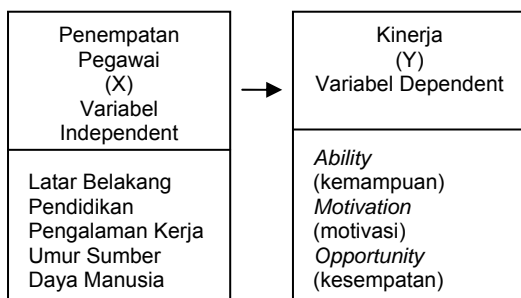 Penempatan
Pegawai
(X)
Variabel
Independent
Latar Belakang
Pendidikan
Pengalaman Kerja
Umur Sumber
Daya Manusia
Kinerja
(Y)
Variabel Dependent
Ability
(kemampuan)
Motivation
(motivasi)
Opportunity
(kesempatan)